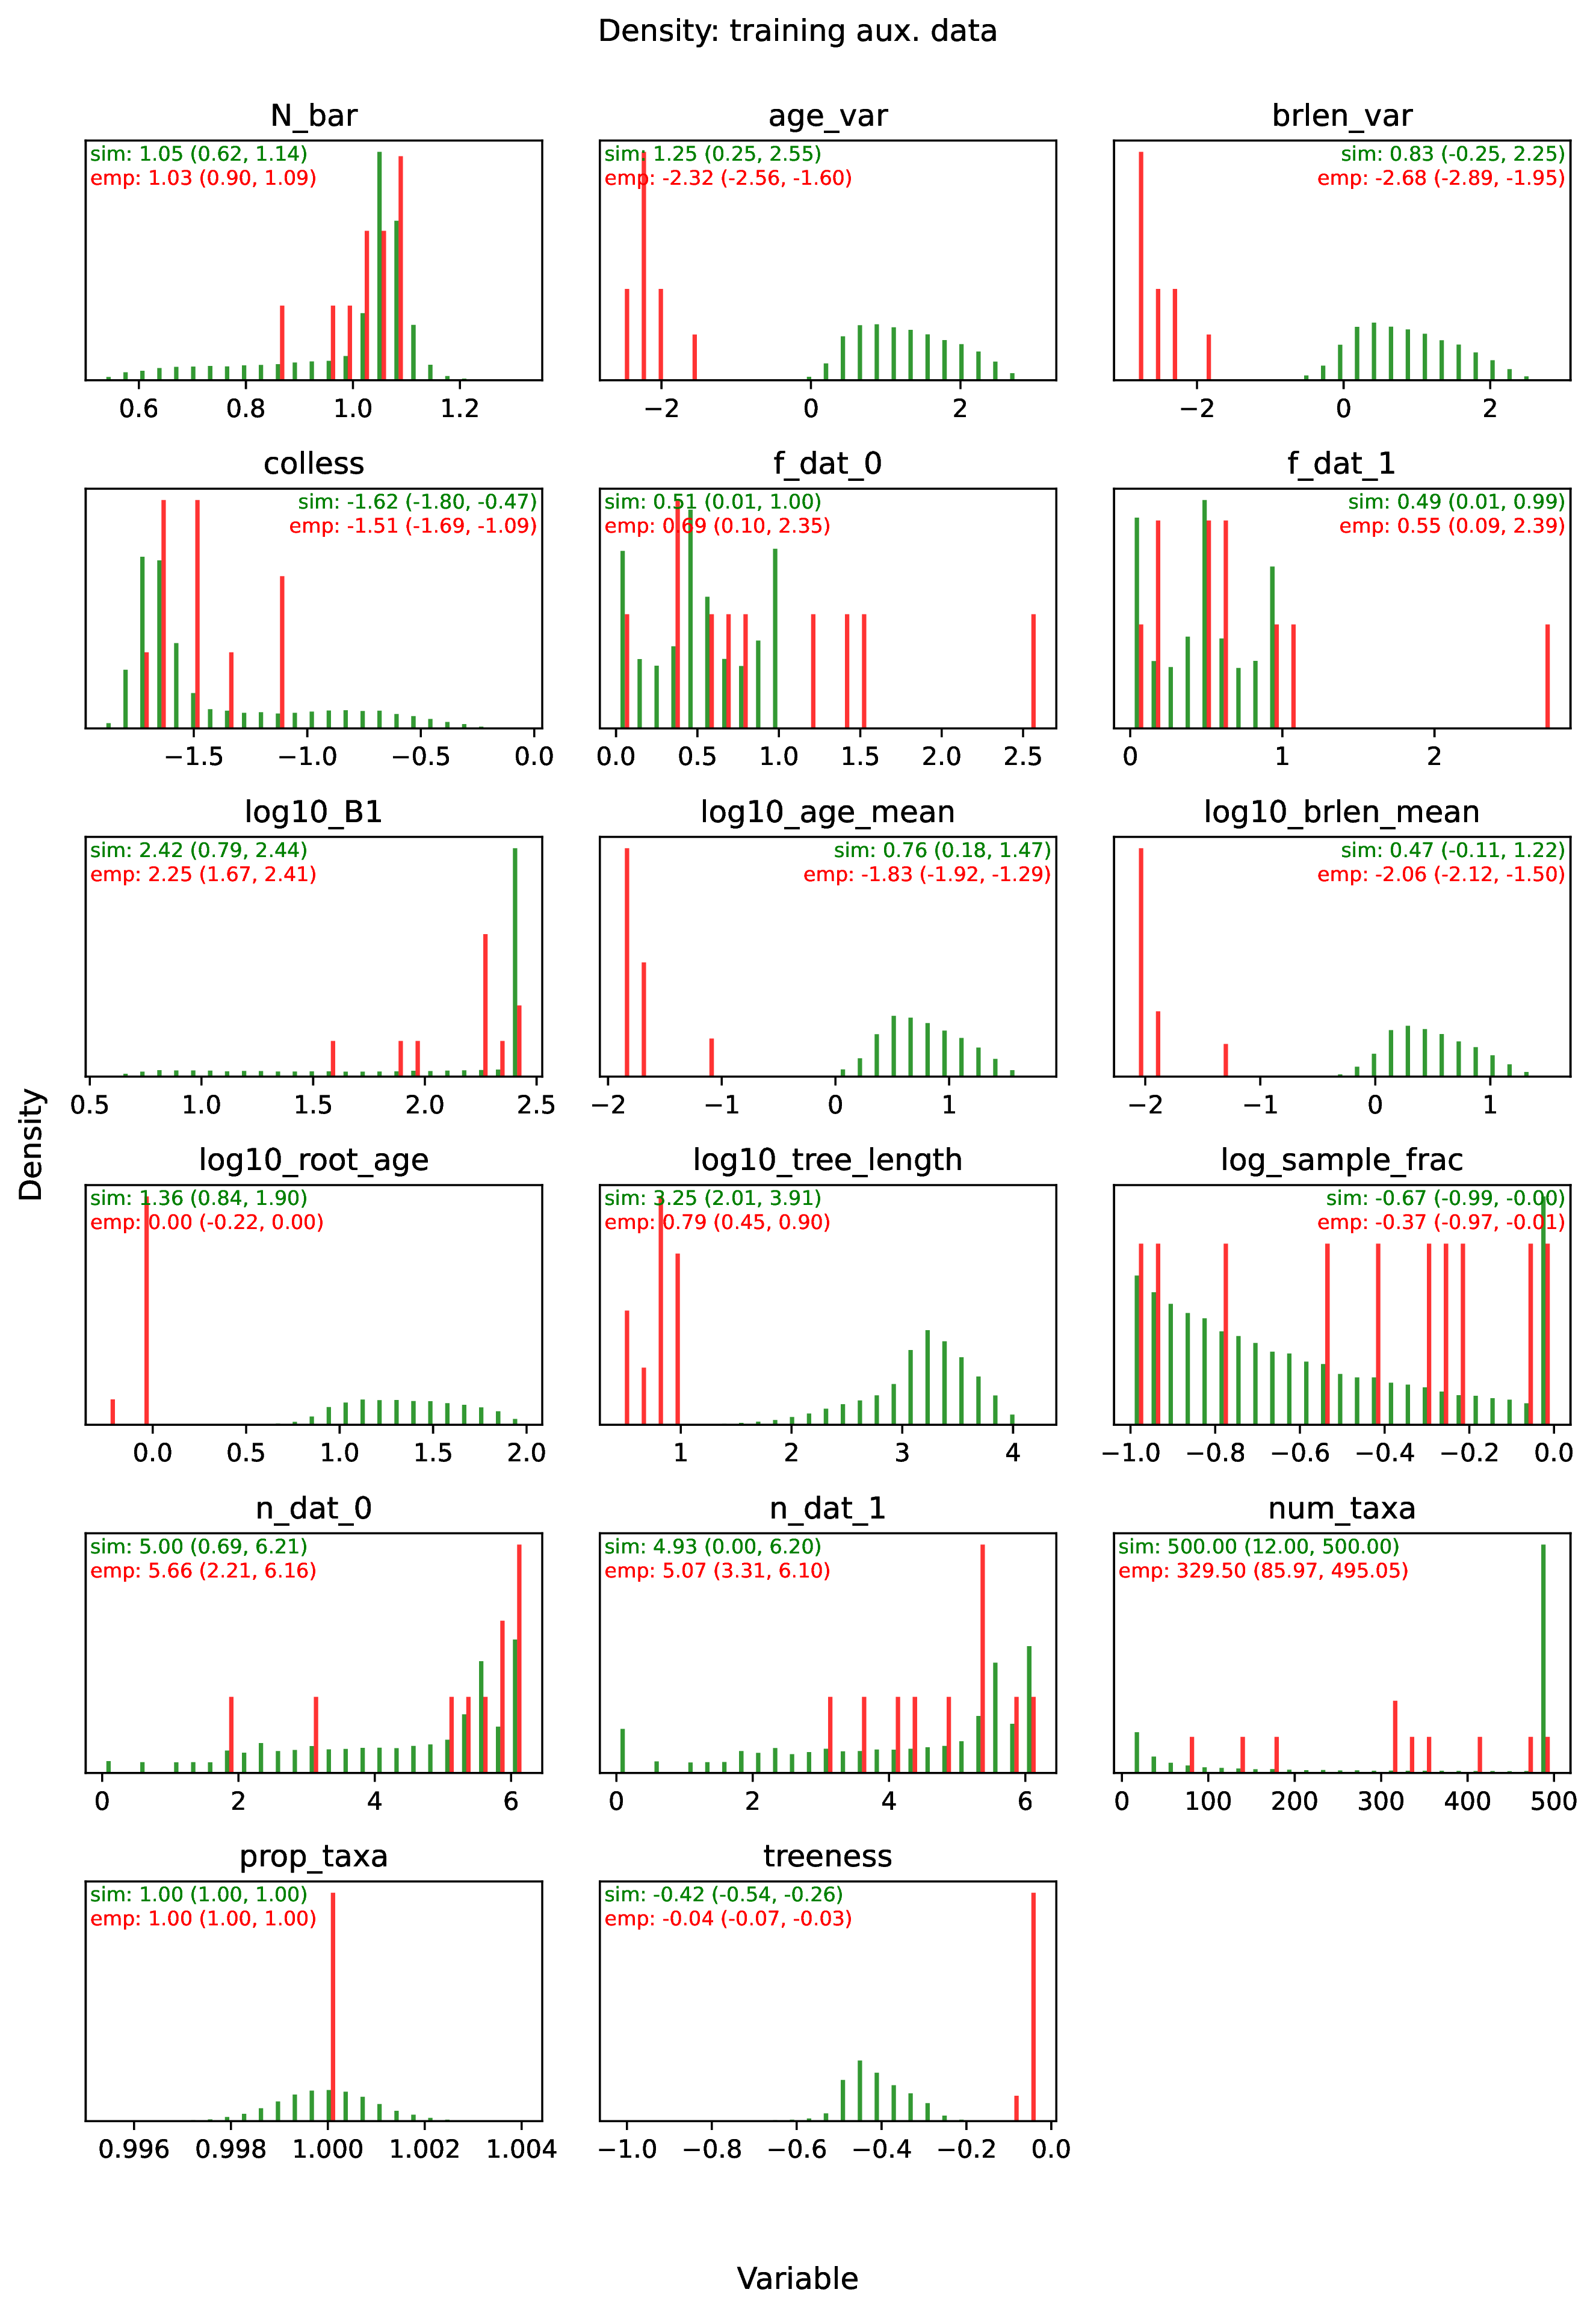 Density: training aux. data
N_bar
sim: 1.05 (0.62, 1.14)
emp: 1.03 (0.90, 1.09)
0.6 0.8 1.0 1.2
age_var
sim: 1.25 (0.25, 2.55)
emp: -2.32 (-2.56, -1.60)
−2 0 2
brlen_var
sim: 0.83 (-0.25, 2.25)
emp: -2.68 (-2.89, -1.95)
−2 0 2
colless
sim: -1.62 (-1.80, -0.47)
emp: -1.51 (-1.69, -1.09)
−1.5 −1.0 −0.5 0.0
f_dat_0
sim: 0.51 (0.01, 1.00)
emp: 0.69 (0.10, 2.35)
0.0 0.5 1.0 1.5 2.0 2.5
f_dat_1
sim: 0.49 (0.01, 0.99)
emp: 0.55 (0.09, 2.39)
0 1 2
log10_B1
sim: 2.42 (0.79, 2.44)
emp: 2.25 (1.67, 2.41)
0.5 1.0 1.5 2.0 2.5
log10_age_mean
sim: 0.76 (0.18, 1.47)
emp: -1.83 (-1.92, -1.29)
−2 −1 0 1
log10_brlen_mean
sim: 0.47 (-0.11, 1.22)
emp: -2.06 (-2.12, -1.50)
−2 −1 0 1
Density
log10_root_age
sim: 1.36 (0.84, 1.90)
emp: 0.00 (-0.22, 0.00)
0.0 0.5 1.0 1.5 2.0
log10_tree_length
sim: 3.25 (2.01, 3.91)
emp: 0.79 (0.45, 0.90)
1 2 3 4
log_sample_frac
sim: -0.67 (-0.99, -0.00)
emp: -0.37 (-0.97, -0.01)
−1.0 −0.8 −0.6 −0.4 −0.2 0.0
n_dat_0
sim: 5.00 (0.69, 6.21)
emp: 5.66 (2.21, 6.16)
0 2 4 6
n_dat_1
sim: 4.93 (0.00, 6.20)
emp: 5.07 (3.31, 6.10)
0 2 4 6
num_taxa
sim: 500.00 (12.00, 500.00)
emp: 329.50 (85.97, 495.05)
0 100 200 300 400 500
prop_taxa
sim: 1.00 (1.00, 1.00)
emp: 1.00 (1.00, 1.00)
0.996 0.998 1.000 1.002 1.004
treeness
sim: -0.42 (-0.54, -0.26)
emp: -0.04 (-0.07, -0.03)
−1.0 −0.8 −0.6 −0.4 −0.2 0.0
Variable